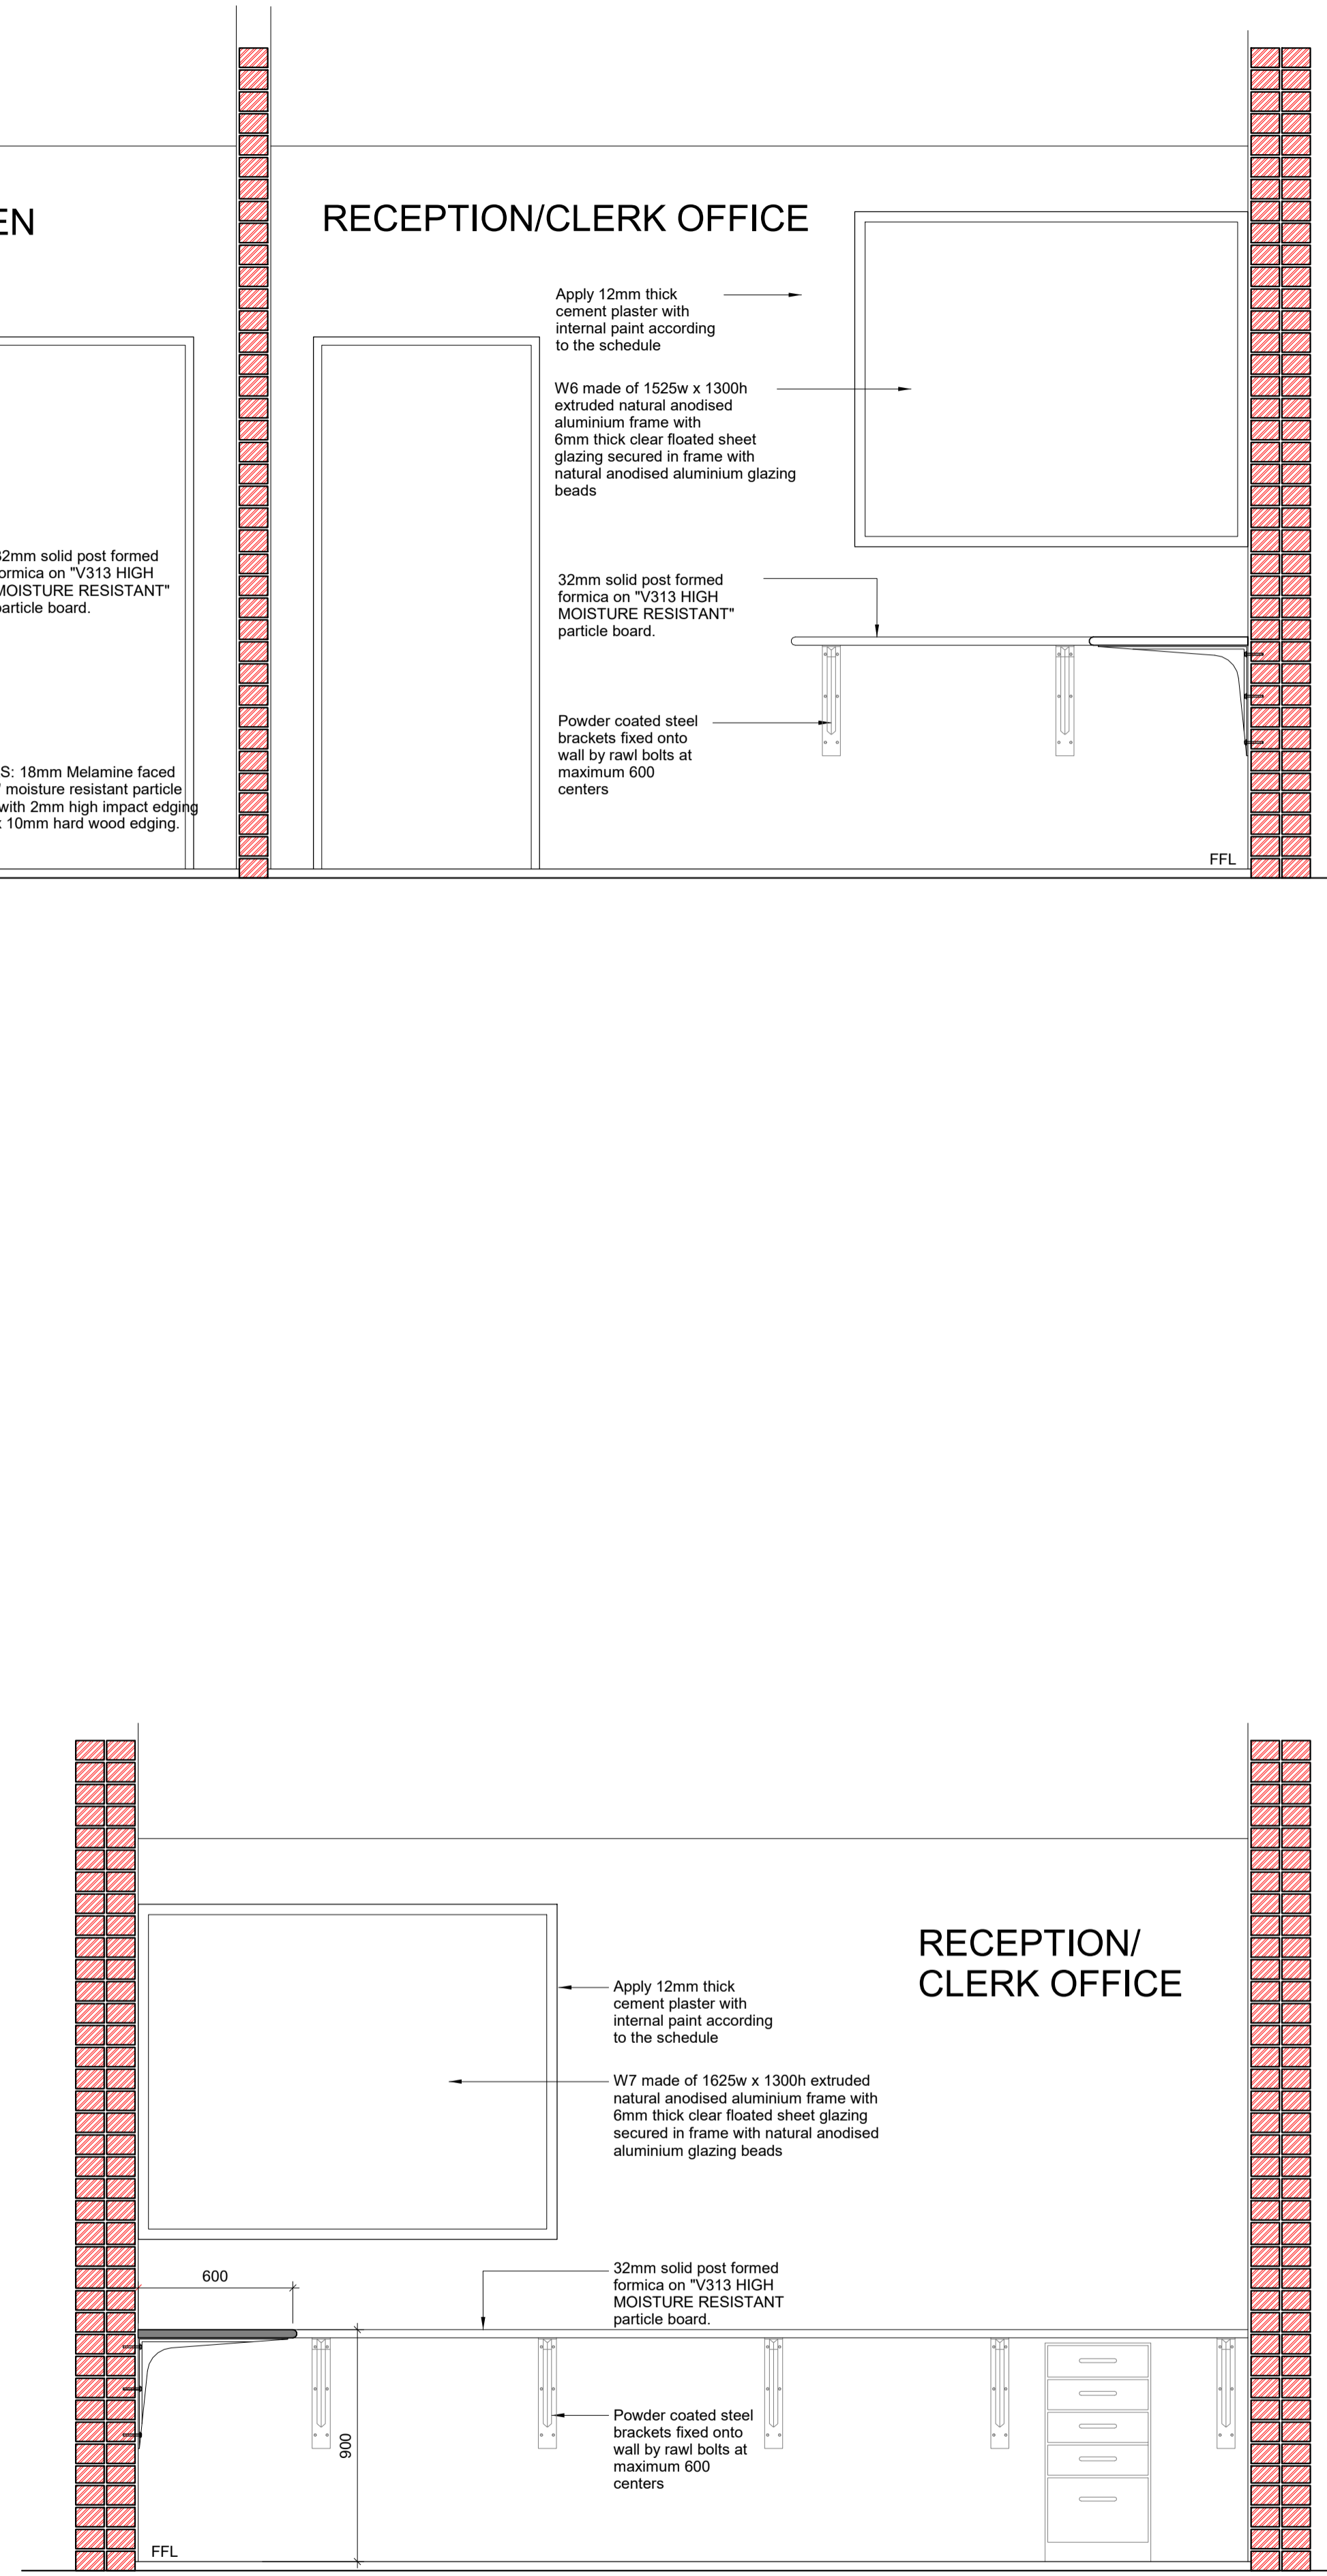 EN
RECEPTION/CLERK OFFICE
Apply 12mm thick
cement plaster with
internal paint according
to the schedule
W6 made of 1525w x 1300h
extruded natural anodised
aluminium frame with
6mm thick clear floated sheet
glazing secured in frame with
natural anodised aluminium glazing
beads
32mm solid post formed
formica on "V313 HIGH
MOISTURE RESISTANT"
particle board.
32mm solid post formed
formica on "V313 HIGH
MOISTURE RESISTANT"
particle board.
Powder coated steel
brackets fixed onto
wall by rawl bolts at
maximum 600
centers
S: 18mm Melamine faced
" moisture resistant particle
with 2mm high impact edging
x 10mm hard wood edging.
FFL
RECEPTION/
CLERK OFFICE
Apply 12mm thick
cement plaster with
internal paint according
to the schedule
W7 made of 1625w x 1300h extruded
natural anodised aluminium frame with
6mm thick clear floated sheet glazing
secured in frame with natural anodised
aluminium glazing beads
600
32mm solid post formed
formica on "V313 HIGH
MOISTURE RESISTANT
particle board.
Powder coated steel
brackets fixed onto
wall by rawl bolts at
maximum 600
centers
900
FFL